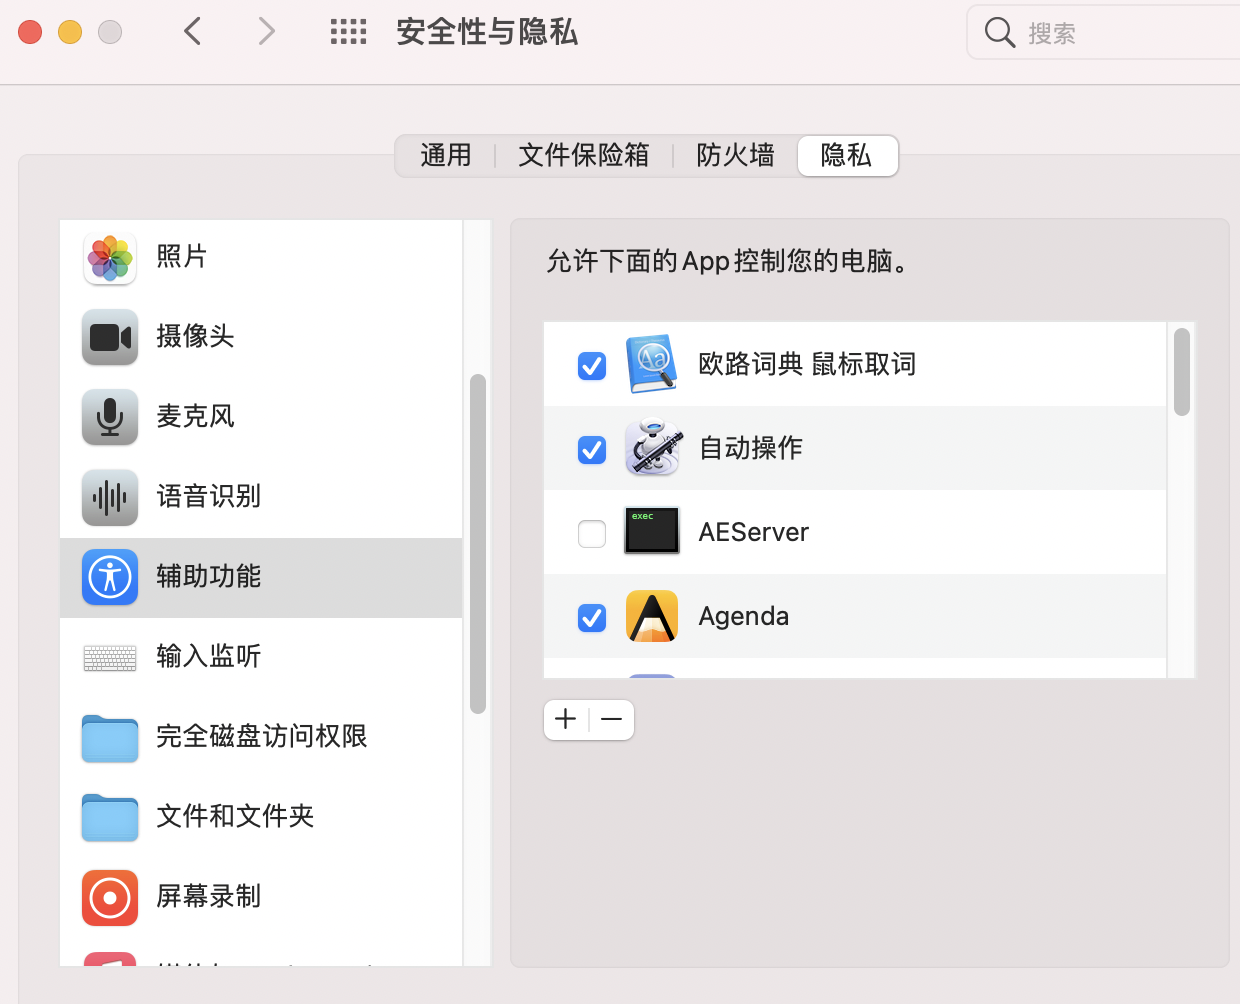 安全性与隐私
搜索
通用
文件保险箱
防火墙
隐私
照片
摄像头
麦克风
语音识别
辅助功能
输入监听
完全磁盘访问权限
文件和文件夹
屏幕录制
允许下面的App控制您的电脑。
欧路词典 鼠标取词
自动操作
exec
AEServer
Agenda